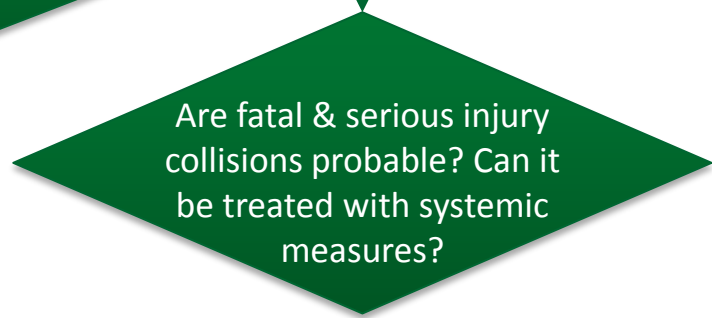 Are fatal & serious injury
collisions probable? Can it
be treated with systemic
measures?